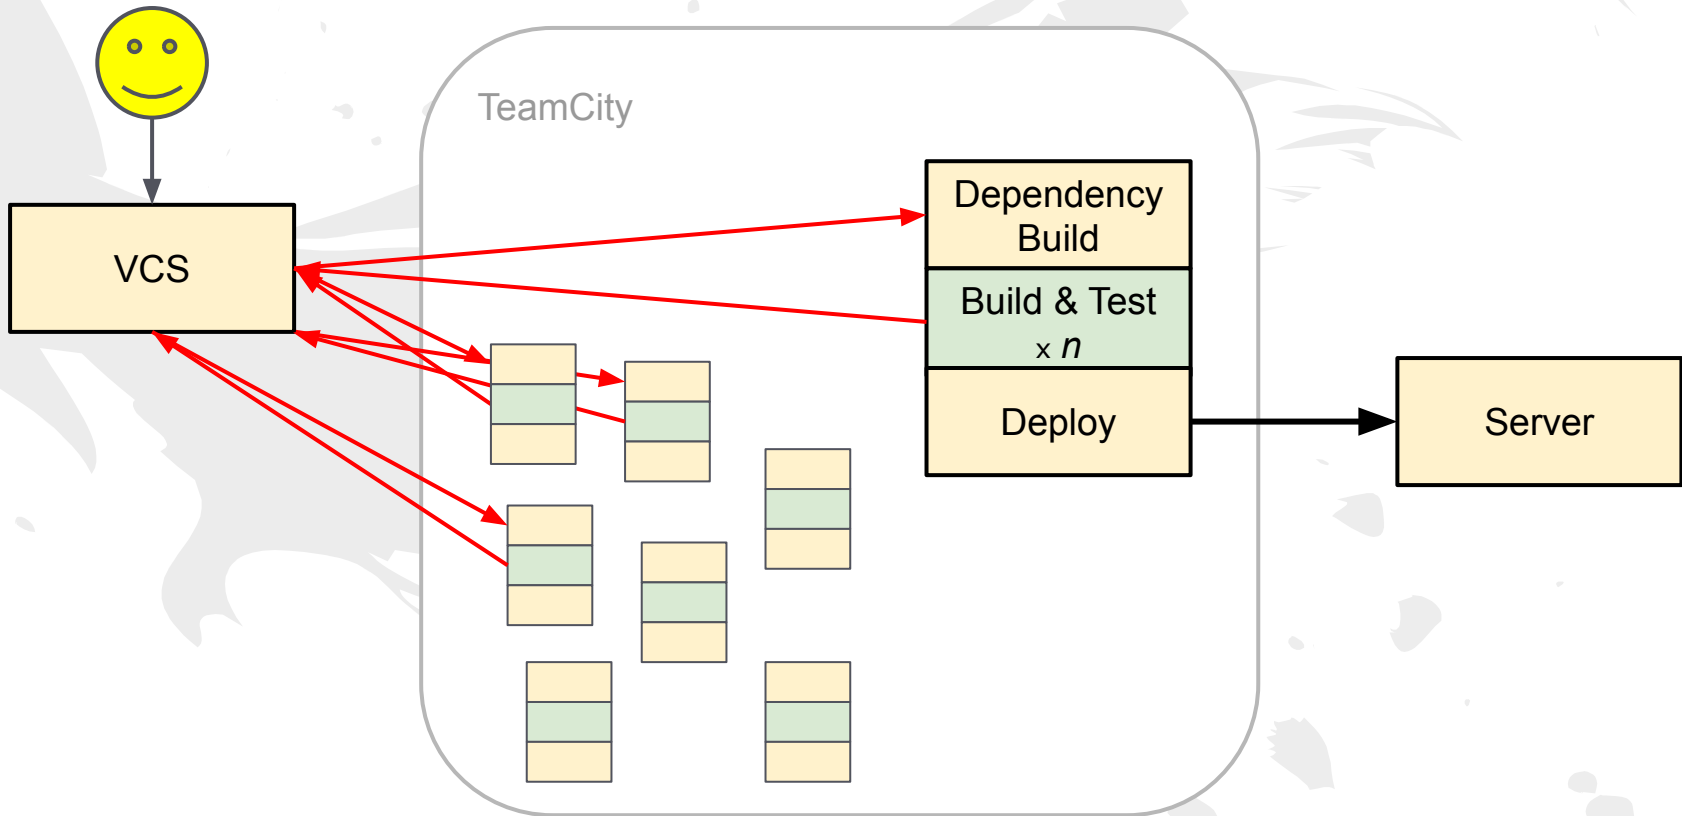 TeamCity
Dependency
Build
VCS
Build & Test
x n
Deploy
Server